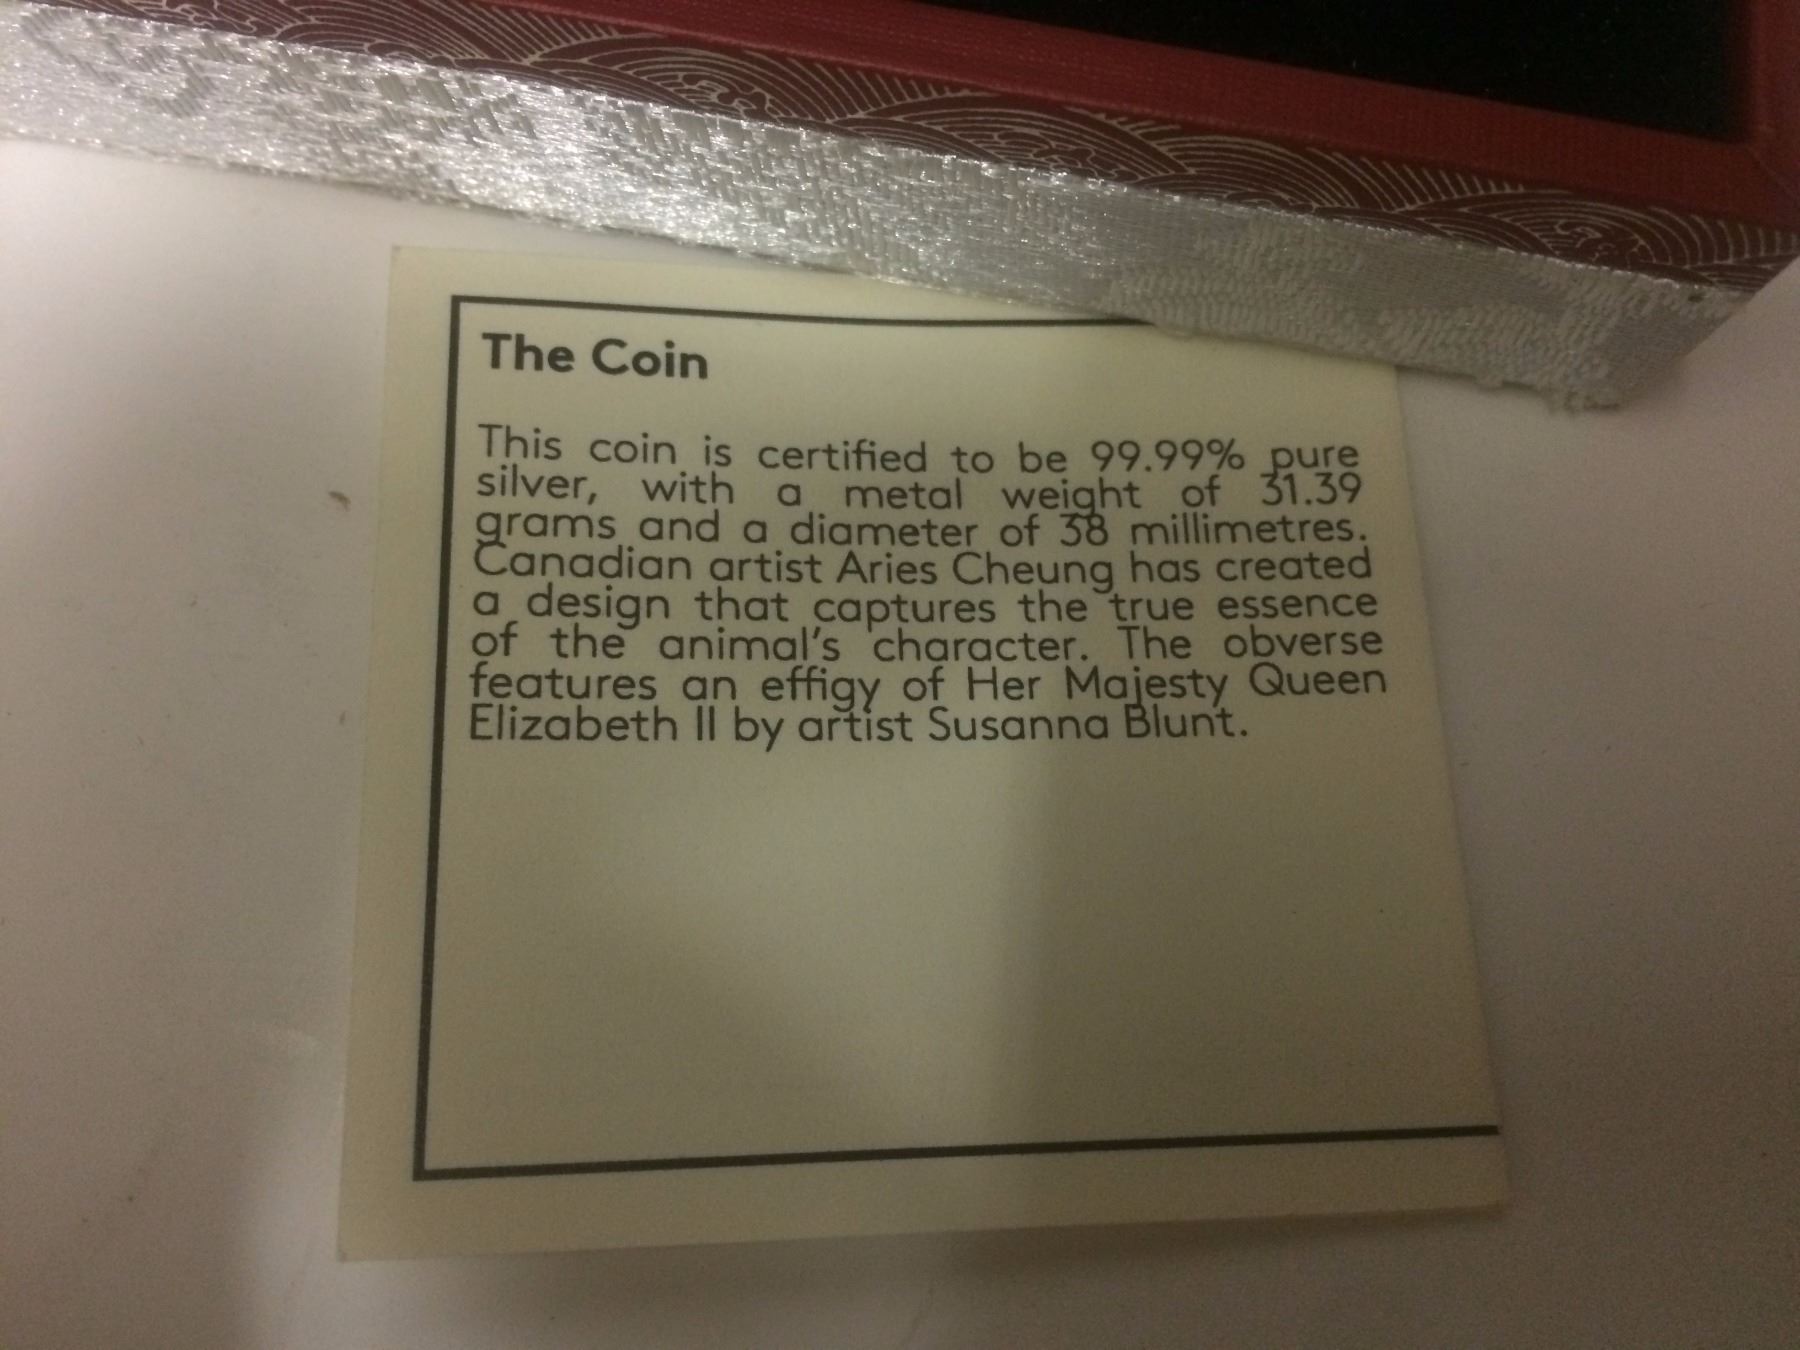 The Coin
This coin is certified to be 99.99% pure
silver, with a metal weight of 31.39
grams and a diameter of 38 millimetres.
Canadian artist Aries Cheung has created
a design that captures the true essence
of the animal's character. The obverse
features an effigy of Her Majesty Queen
Elizabeth II by artist Susanna Blunt.